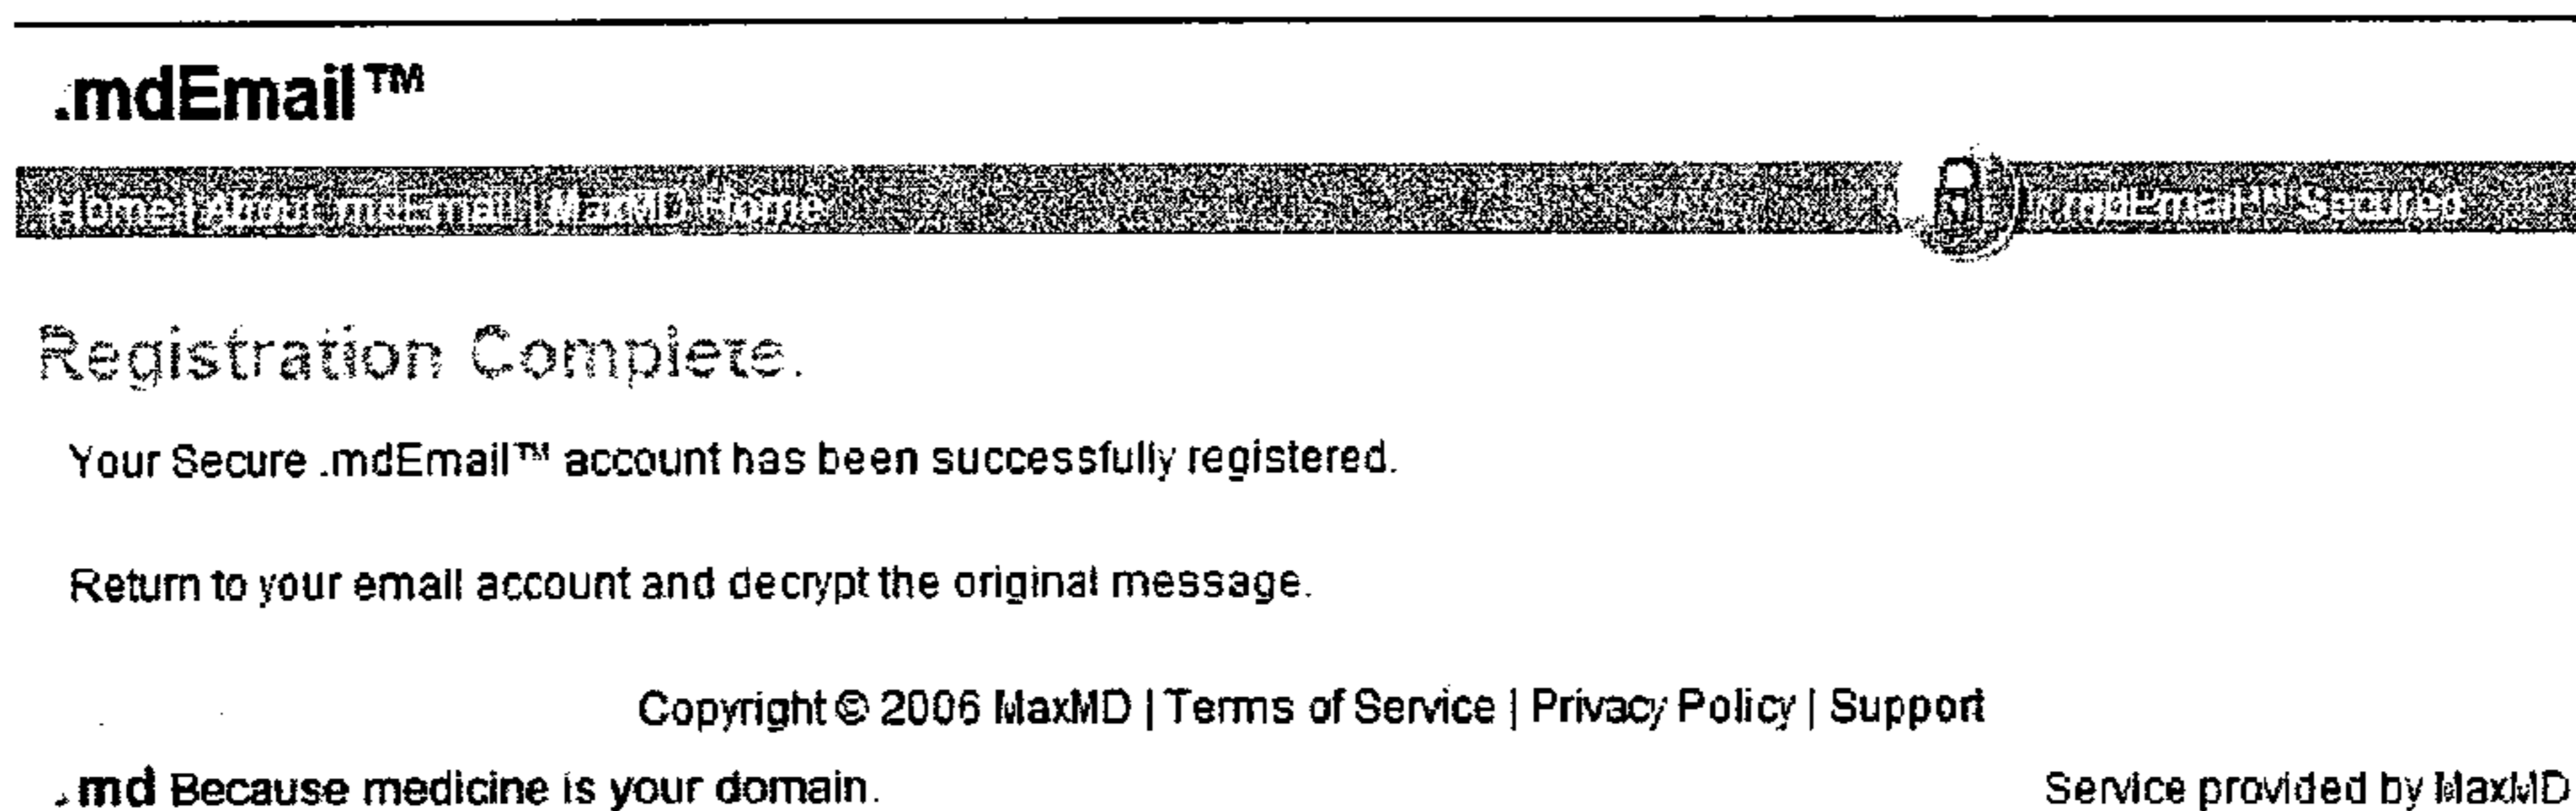 .mdEmail™
Home | About .mdEmail | MaxMD Home
.mdEmail™ Secured
Registration Complete.
Your Secure .mdEmail™ account has been successfully registered.
Return to your email account and decrypt the original message.
Copyright © 2006 MaxMD | Terms of Service | Privacy Policy | Support
.md Because medicine is your domain.
Service provided by MaxMD